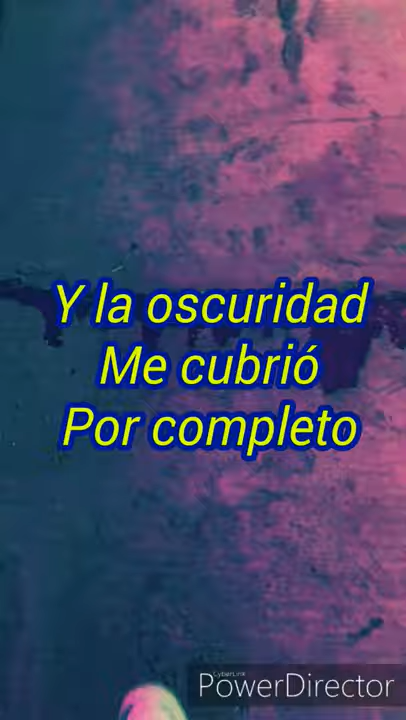 Y la oscuridad
Me cubrió
Por completo
CyberLink
PowerDirector